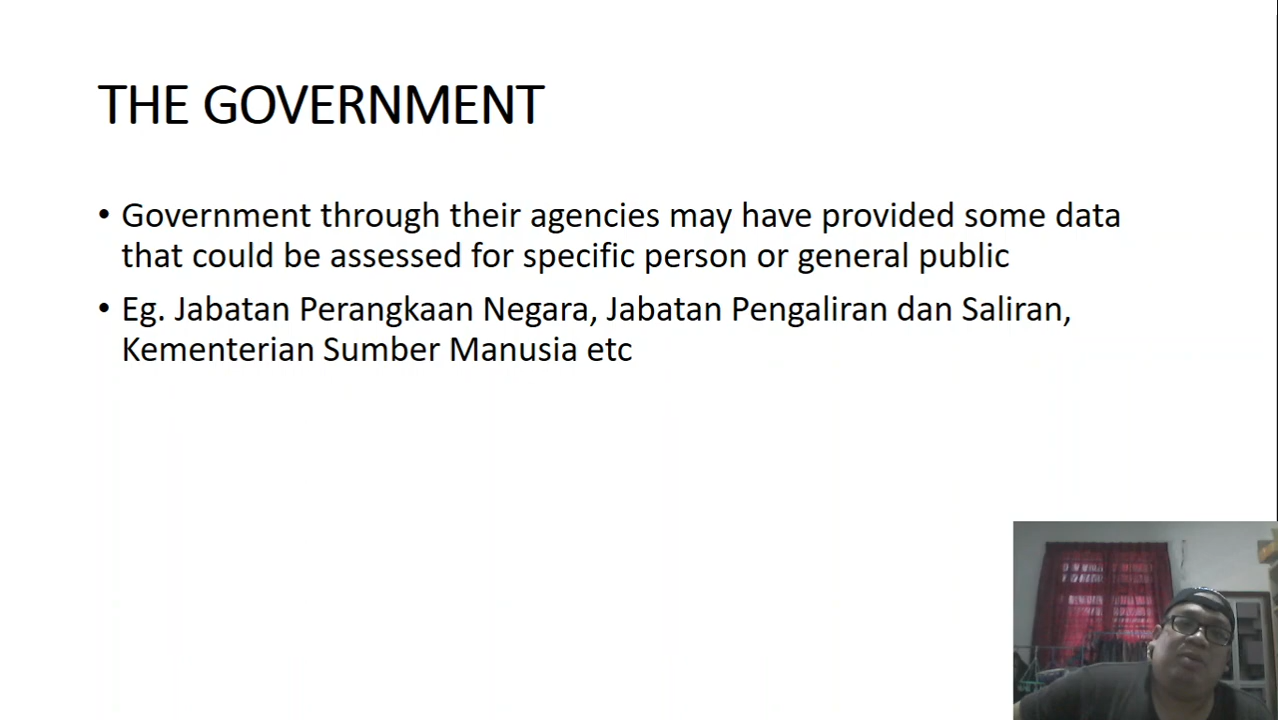 THE GOVERNMENT
• Government through their agencies may have provided some data
that could be assessed for specific person or general public
• Eg. Jabatan Perangkaan Negara, Jabatan Pengaliran dan Saliran,
Kementerian Sumber Manusia etc